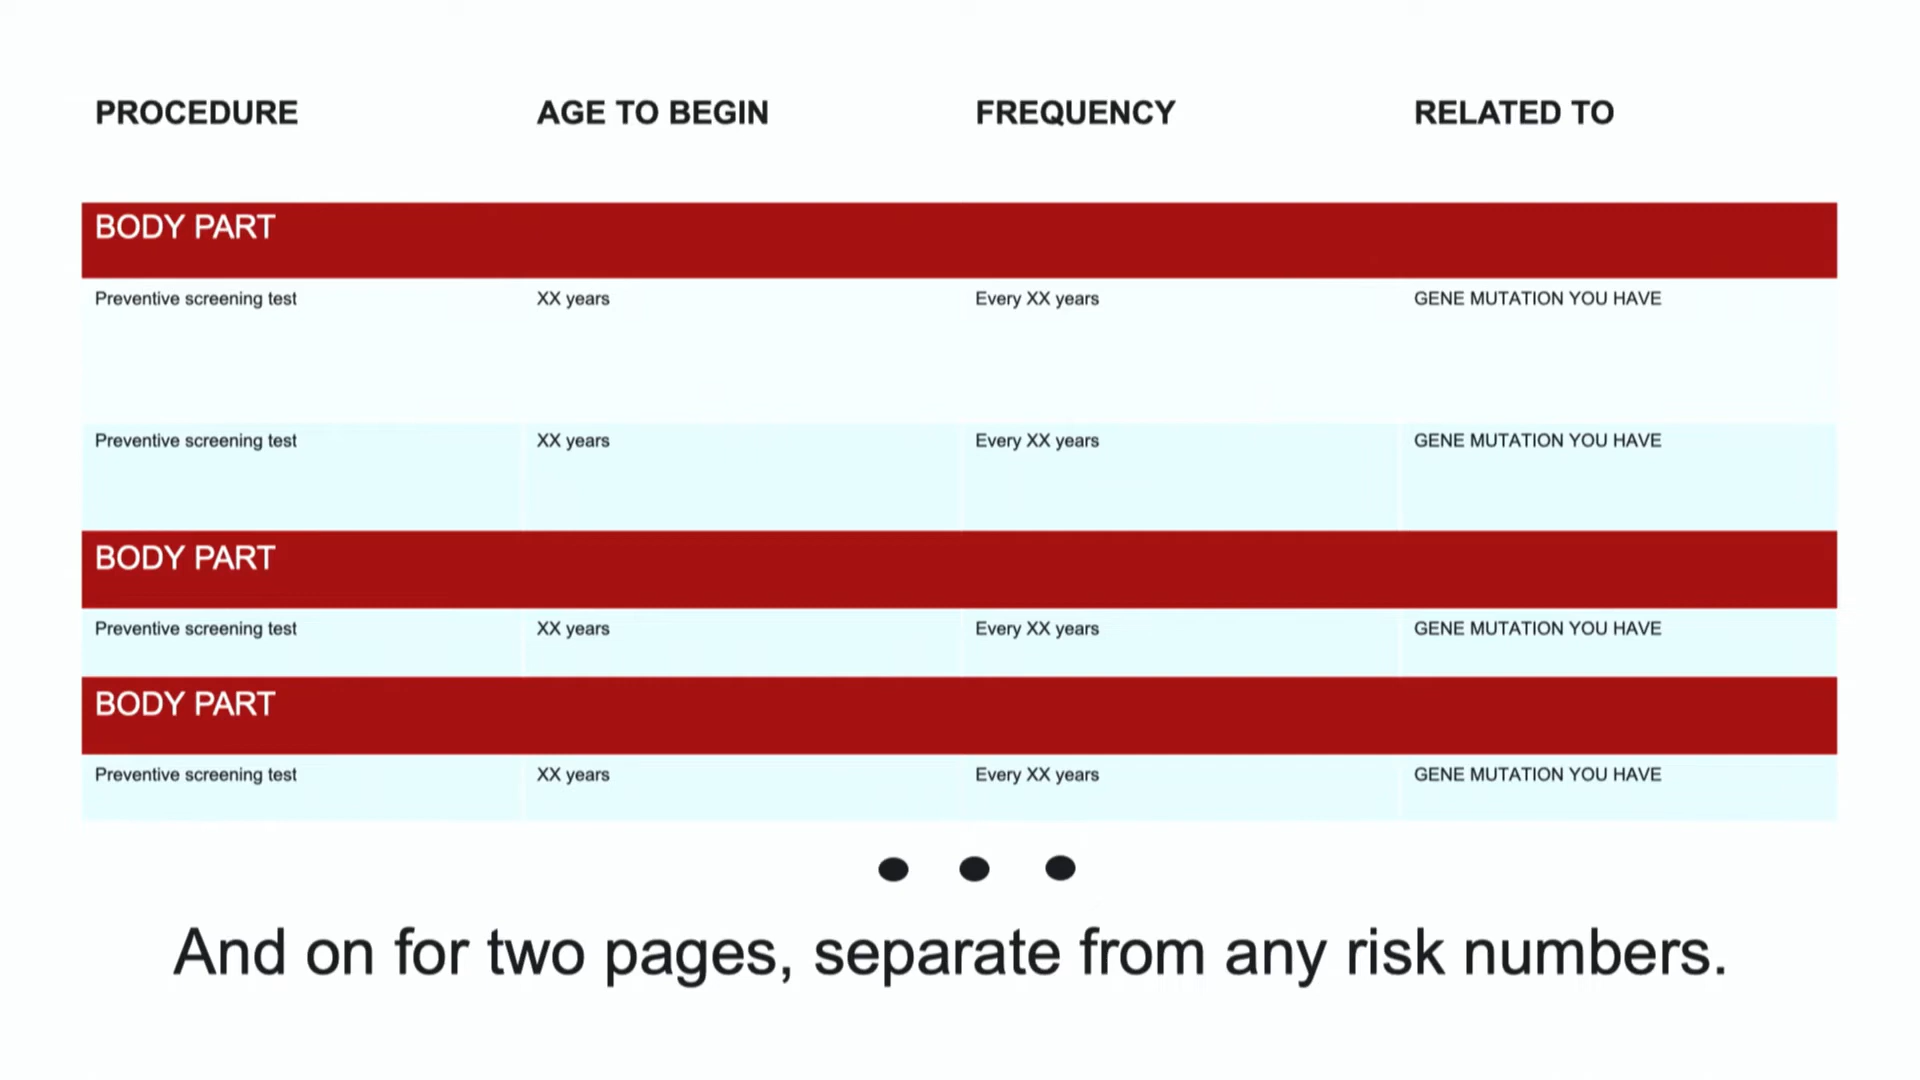 PROCEDURE AGE TO BEGIN FREQUENCY RELATED TO
BODY PART
Preventive screening test XX years Every XX years GENE MUTATION YOU HAVE
Preventive screening test XX years Every XX years GENE MUTATION YOU HAVE
BODY PART
Preventive screening test XX years Every XX years GENE MUTATION YOU HAVE
BODY PART
Preventive screening test XX years Every XX years GENE MUTATION YOU HAVE
And on for two pages, separate from any risk numbers.